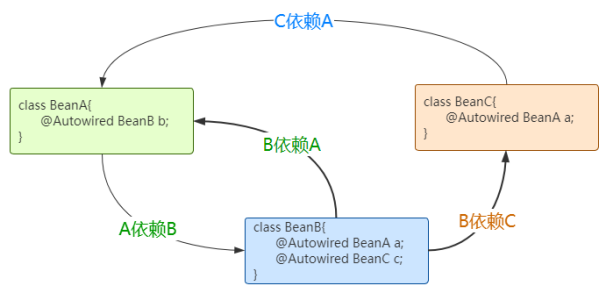 C依赖A
class BeanA{
@Autowired BeanB b;
}
class BeanC{
@Autowired BeanA a;
}
B依赖A
A依赖B
B依赖C
class BeanB{
@Autowired BeanA a;
@Autowired BeanC c;
}